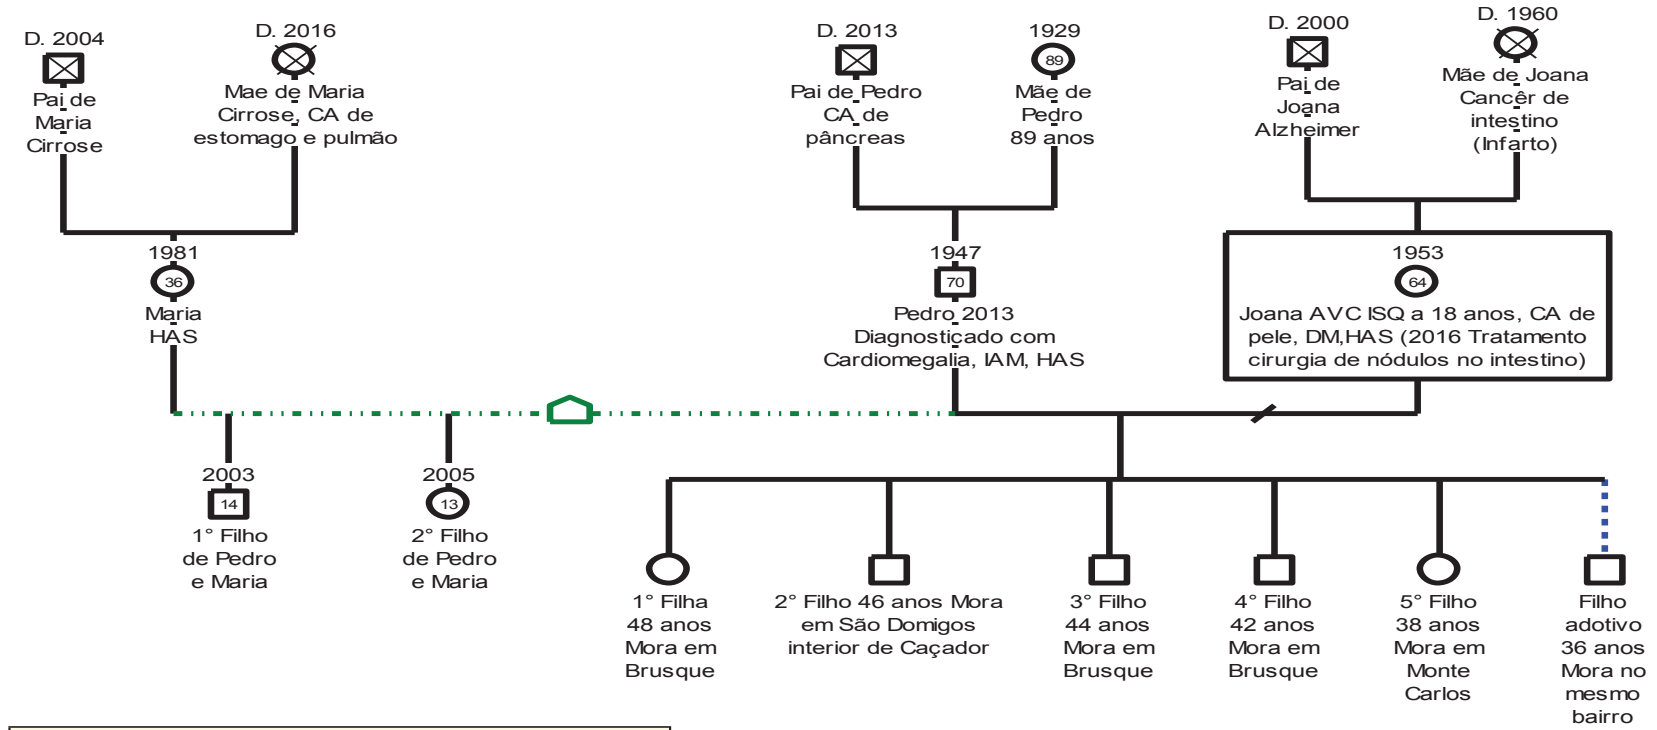 D. 2004
Pai de
Maria
Cirrose
D. 2016
Mae de Maria
Cirrose, CA de
estomago e pulmão
D. 2013
Pai de Pedro
CA de
pâncreas
1929
89
Mãe de
Pedro
89 anos
D. 2000
Pai de
Joana
Alzheimer
D. 1960
Mãe de Joana
Cancêr de
intestino
(Infarto)
1981
36
Maria
HAS
1947
70
Pedro 2013
Diagnosticado com
Cardiomegalia, IAM, HAS
1953
64
Joana AVC ISQ a 18 anos, CA de
pele, DM,HAS (2016 Tratamento
cirurgia de nódulos no intestino)
2003
14
1° Filho
de Pedro
e Maria
2005
13
2° Filho
de Pedro
e Maria
1° Filha
48 anos
Mora em
Brusque
2° Filho 46 anos Mora
em São Domigos
interior de Caçador
3° Filho
44 anos
Mora em
Brusque
4° Filho
42 anos
Mora em
Brusque
5° Filho
38 anos
Mora em
Monte
Carlos
Filho
adotivo
36 anos
Mora no
mesmo
bairro